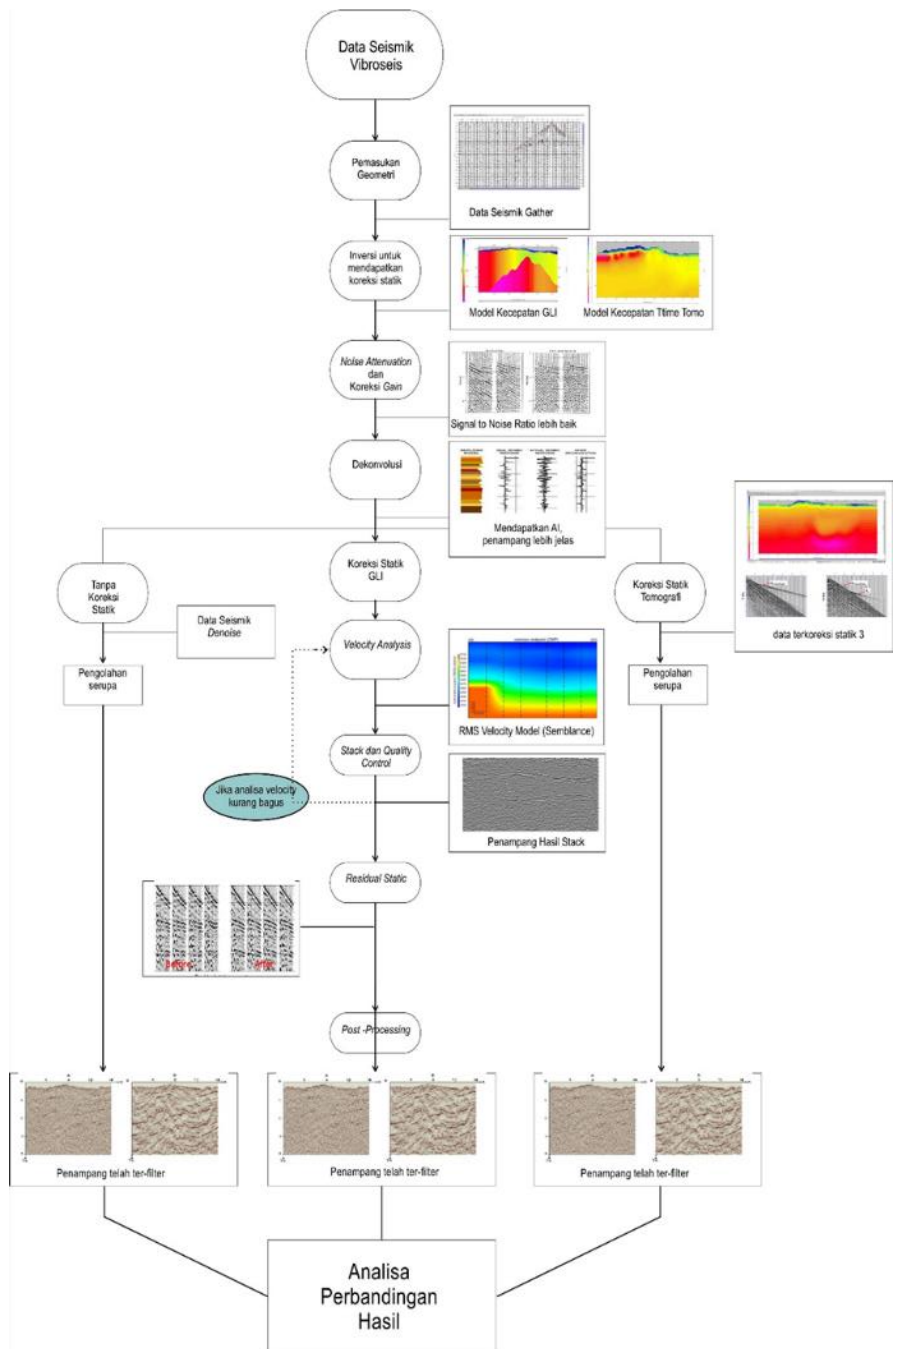 Data Seismik
Vibroseis
Pemasukan
Geometri
Data Seismik Gather
Inversi untuk
mendapatkan
koreksi statik
Model Kecepatan GLI
Model Kecepatan Ttime Tomo
Noise Attenuation
dan
Koreksi Gain
Signal to Noise Ratio lebih baik
Dekonvolusi
Mendapatkan AI,
penampang lebih jelas
Tanpa
Koreksi
Statik
Koreksi Statik
GLI
Koreksi Statik
Tomografi
data terkoreksi statik 3
Data Seismik
Denoise
Velocity Analysis
Pengolahan
serupa
Pengolahan
serupa
RMS Velocity Model (Semblance)
Stack dan Quality
Control
Jika analisa velocity
kurang bagus
Penampang Hasil Stack
Residual Static
Before
After
Post -Processing
Penampang telah ter-filter
Penampang telah ter-filter
Penampang telah ter-filter
Analisa
Perbandingan
Hasil